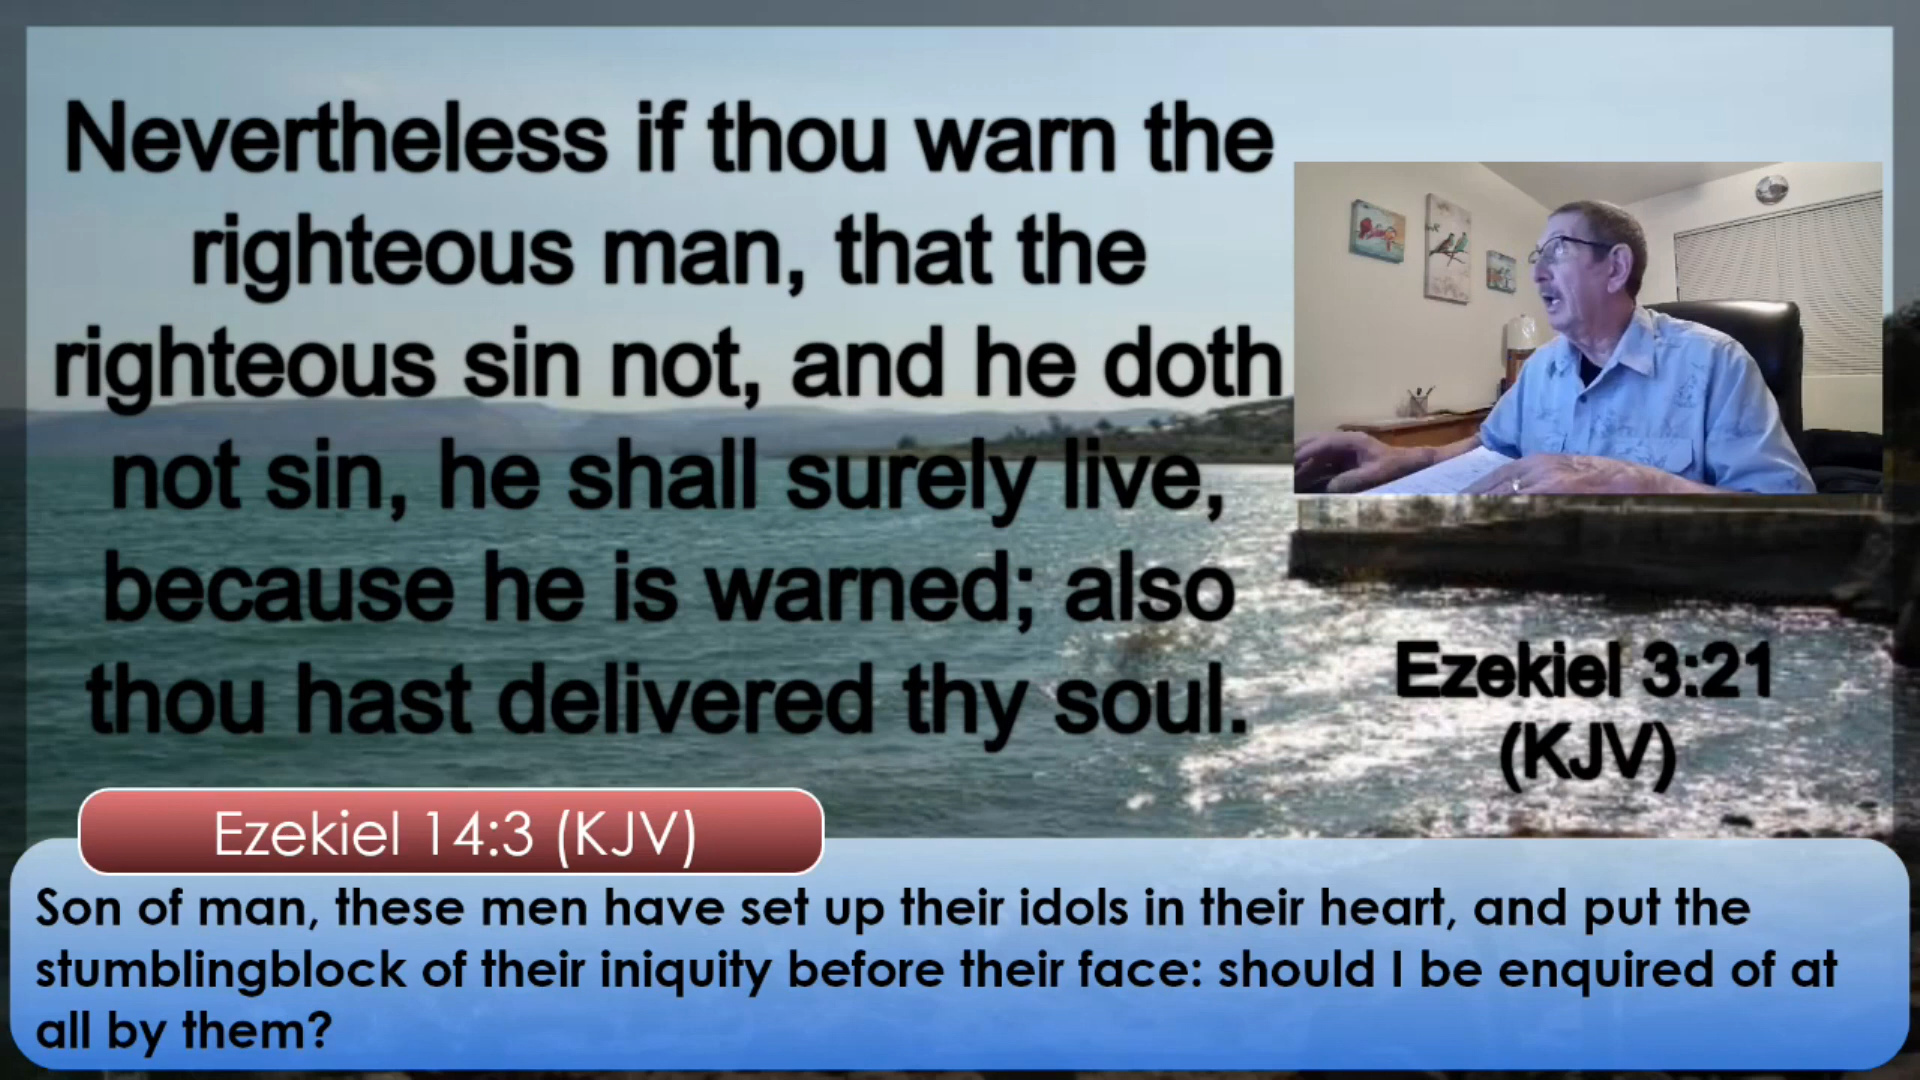 Nevertheless if thou warn the
righteous man, that the
righteous sin not, and he doth
not sin, he shall surely live,
because he is warned; also
thou hast delivered thy soul.
Ezekiel 3:21
(KJV)
Ezekiel 14:3 (KJV)
Son of man, these men have set up their idols in their heart, and put the
stumblingblock of their iniquity before their face: should I be enquired of at
all by them?